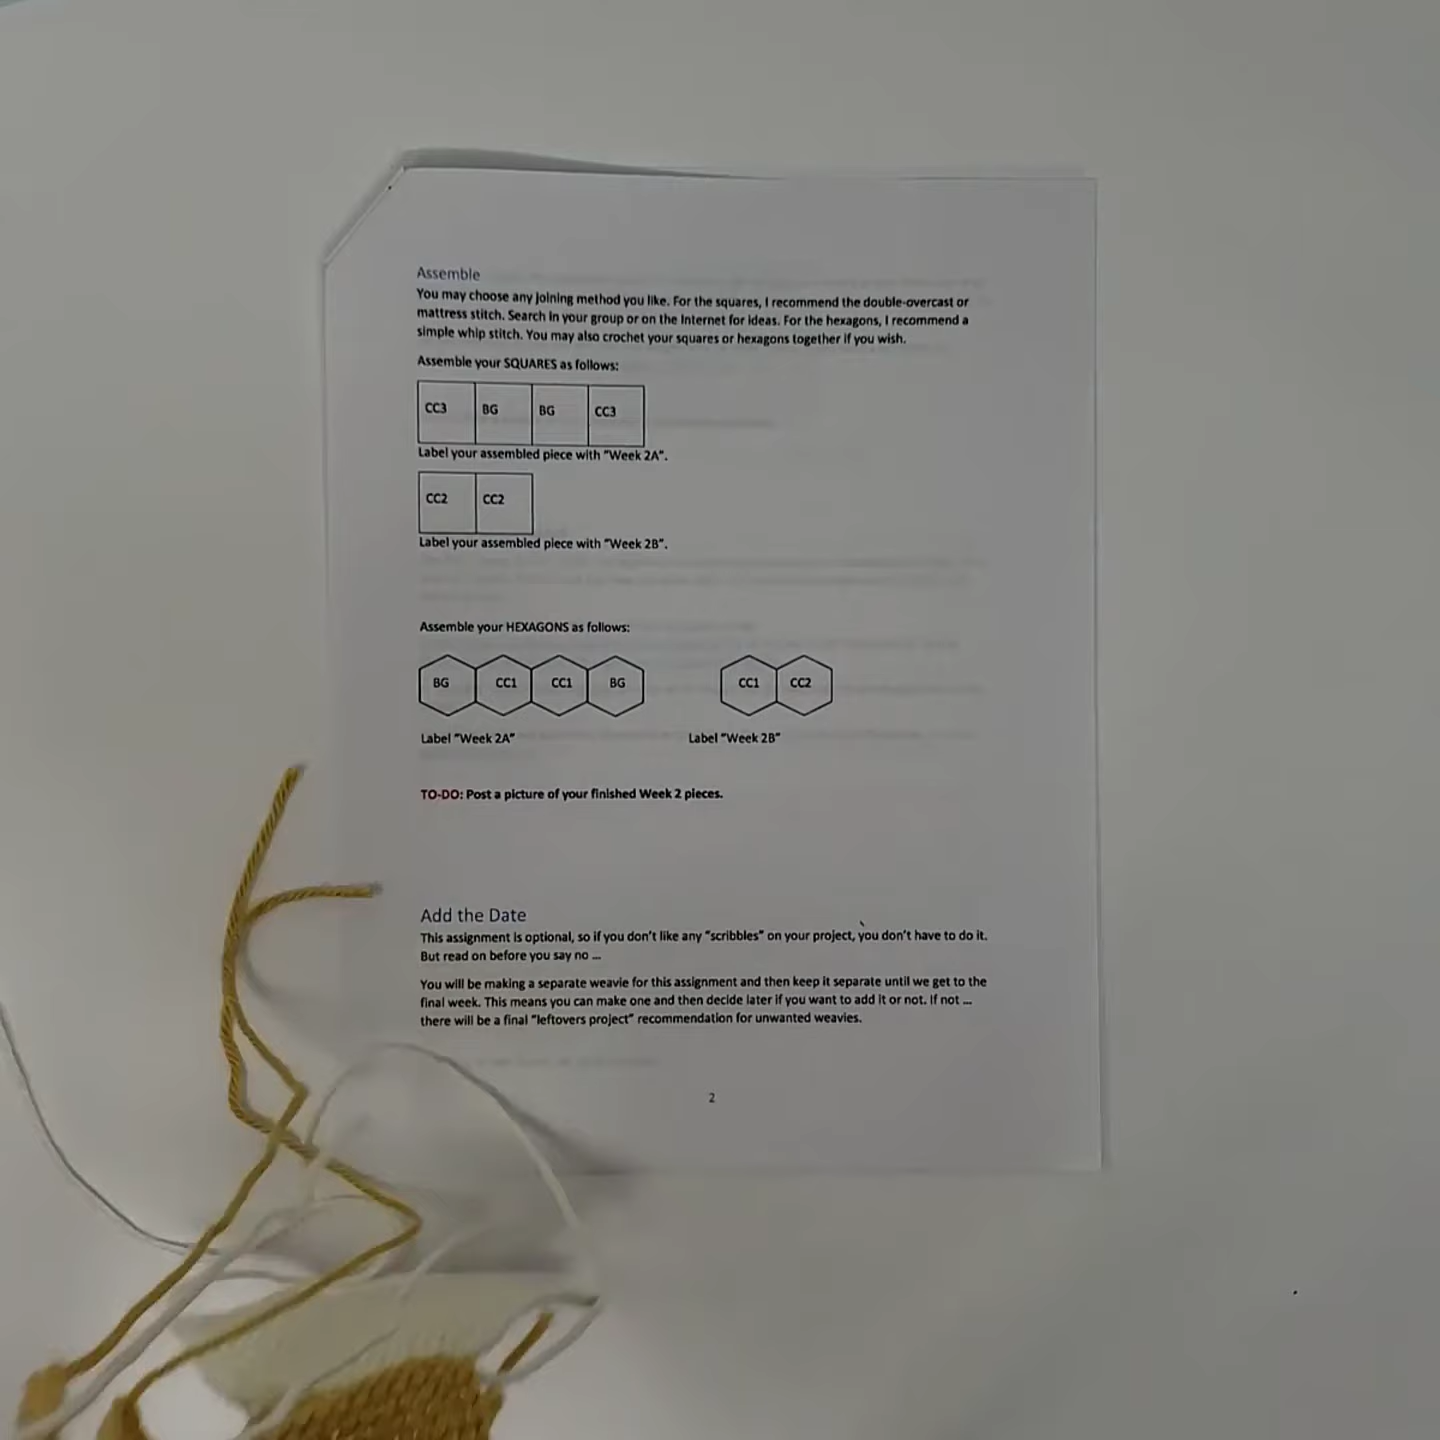 Assemble
You may choose any joining method you like. For the squares, I recommend the double-overcast or
mattress stitch. Search in your group or on the Internet for ideas. For the hexagons, I recommend a
simple whip stitch. You may also crochet your squares or hexagons together if you wish.
Assemble your SQUARES as follows:
CC3 BG BG CC3
Label your assembled piece with "Week 2A".
CC2 CC2
Label your assembled piece with "Week 2B".
Assemble your HEXAGONS as follows:
BG CC1 CC1 BG CC1 CC2
Label "Week 2A" Label "Week 2B"
TO-DO: Post a picture of your finished Week 2 pieces.
Add the Date
This assignment is optional, so if you don't like any "scribbles" on your project, you don't have to do it.
But read on before you say no ...
You will be making a separate weavie for this assignment and then keep it separate until we get to the
final week. This means you can make one and then decide later if you want to add it or not. If not ...
there will be a final "leftovers project" recommendation for unwanted weavies.
2